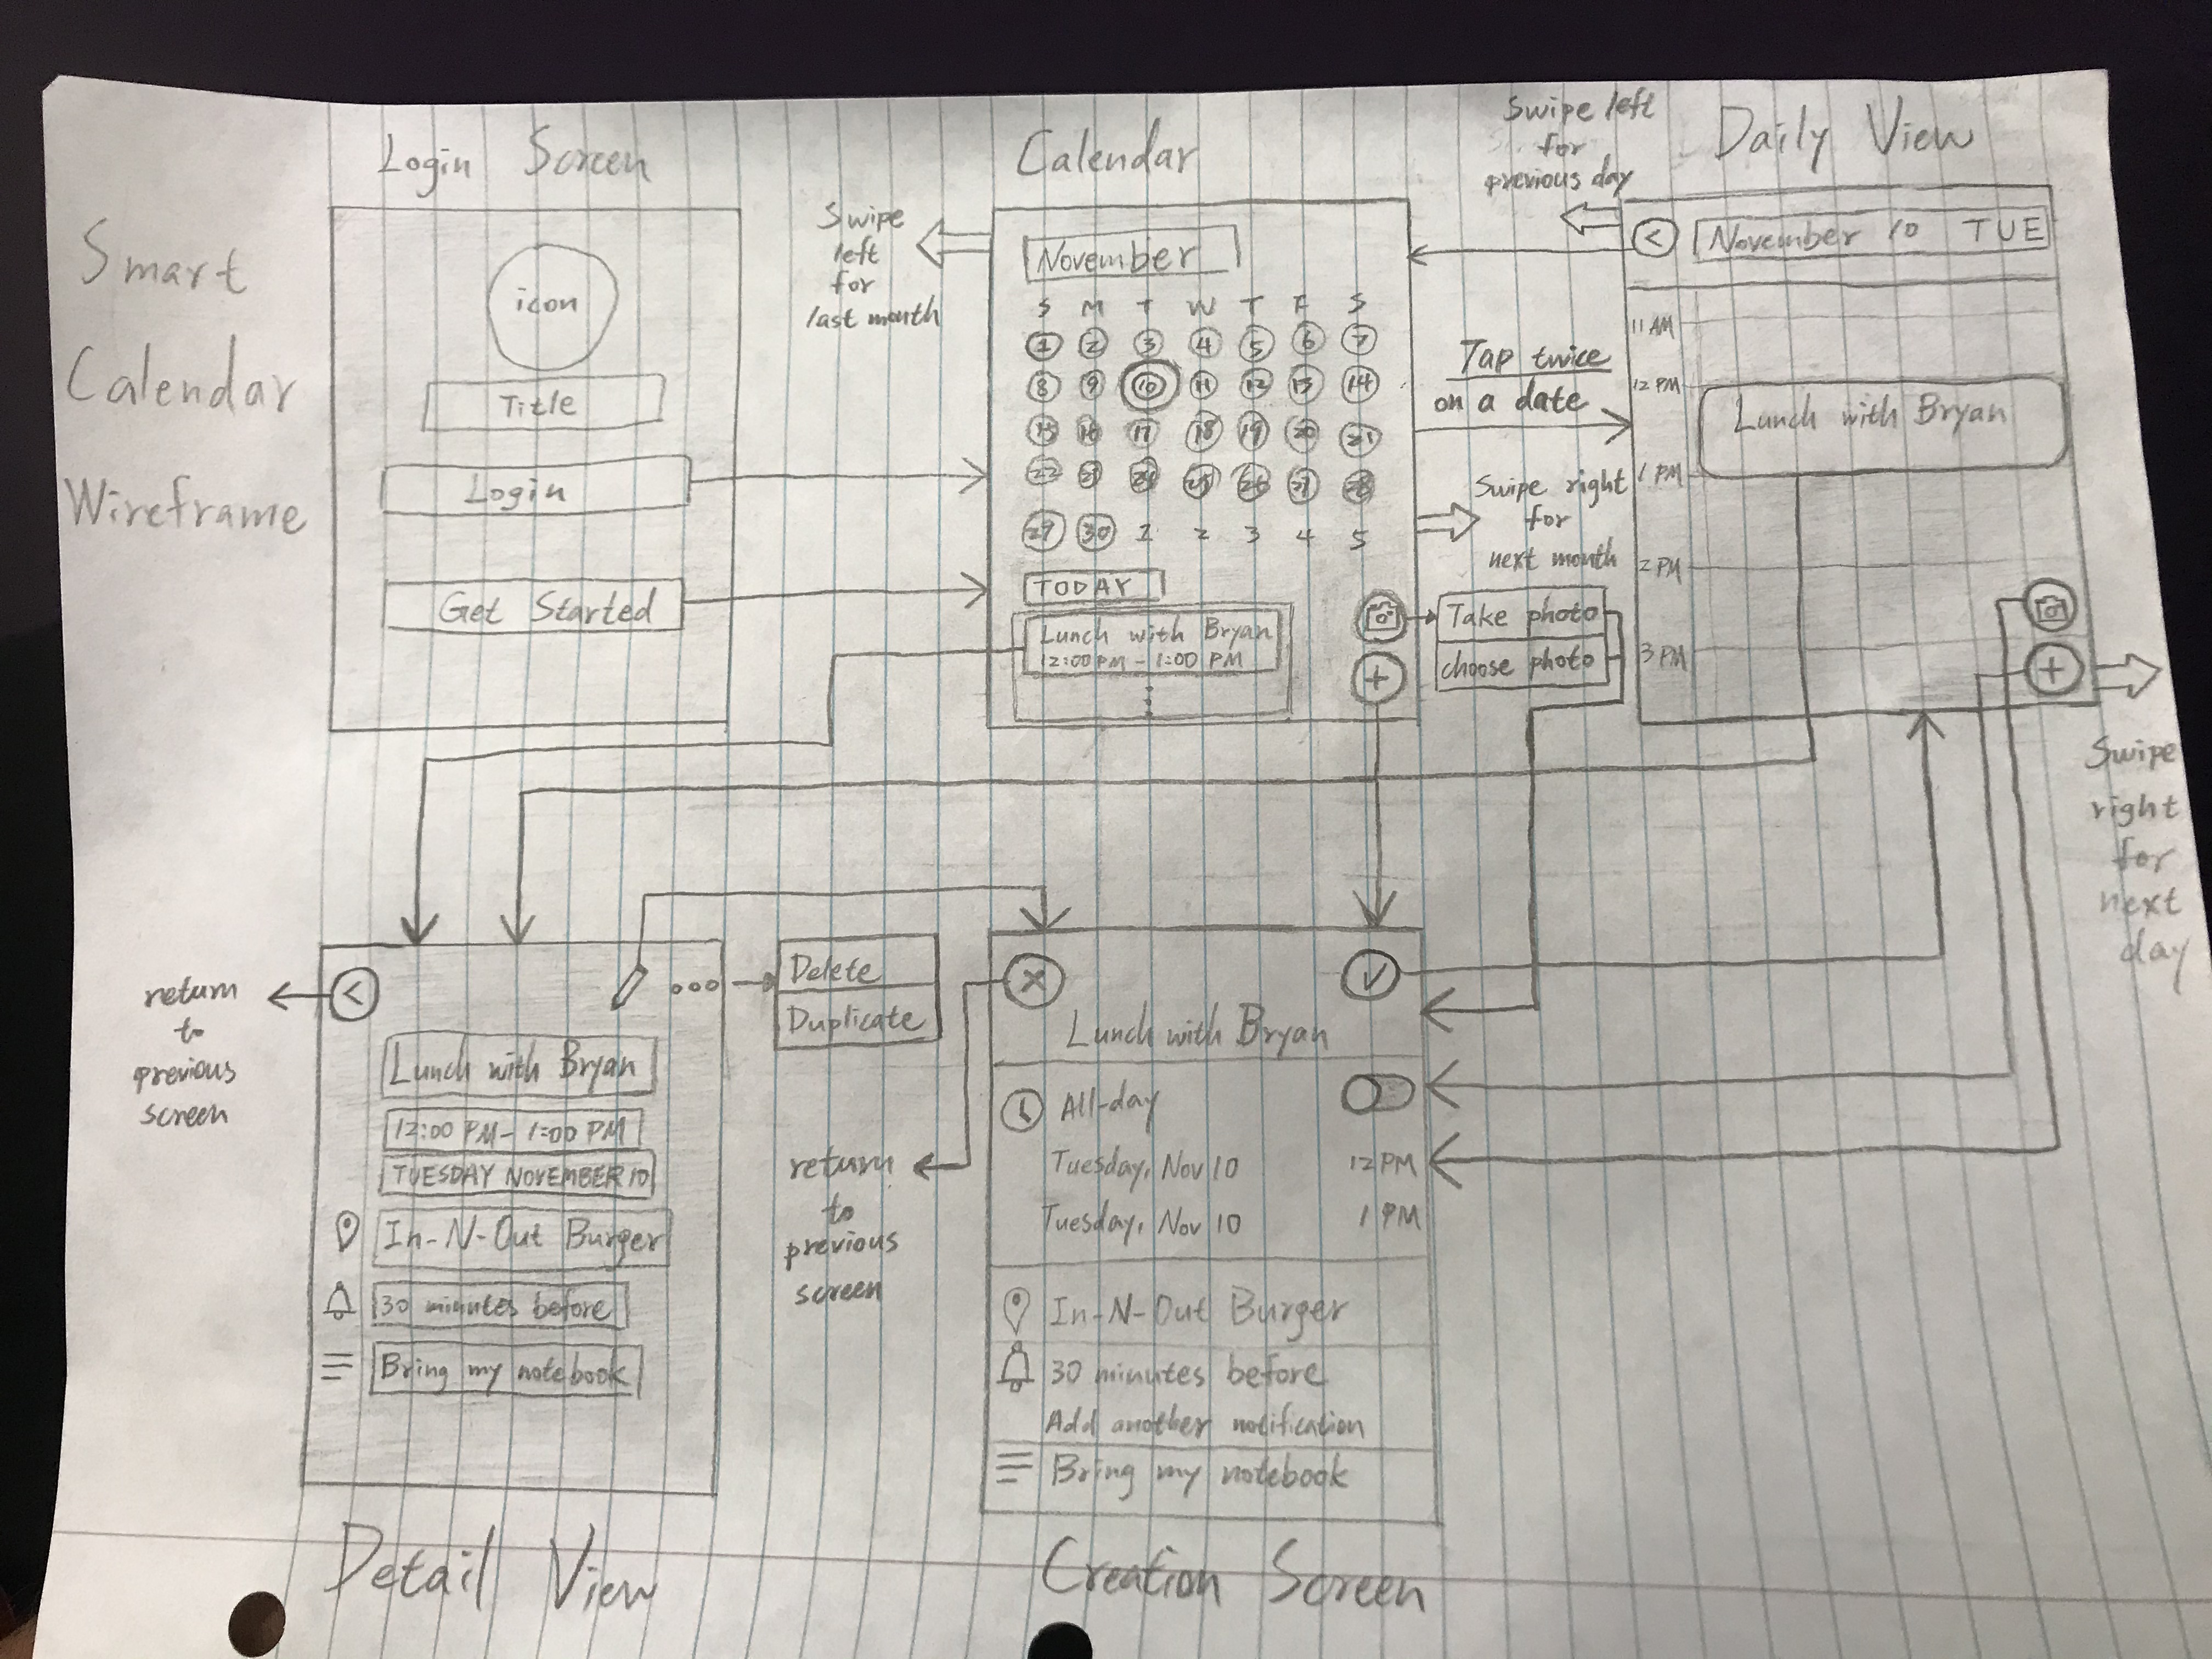 Smart
Calendar
Wireframe
Login Screen
icon
Title
Login
Get Started
Swipe
left
for
last month
Calendar
November
S M T W T F S
1 2 3 4 5 6 7
8 9 10 11 12 13 14
15 16 17 18 19 20 21
22 23 24 25 26 27 28
29 30 1 2 3 4 5
TODAY
Lunch with Bryan
12:00 PM - 1:00 PM
+
Swipe left
for
previous day
Tap twice
on a date
Swipe right
for
next month
Take photo
choose photo
Daily View
<
November 10 TUE
11 AM
12 PM
Lunch with Bryan
1 PM
2 PM
3 PM
+
Swipe
right
for
next
day
return
to
previous
screen
<
Delete
Duplicate
Lunch with Bryan
12:00 PM - 1:00 PM
TUESDAY NOVEMBER 10
In-N-Out Burger
30 minutes before
Bring my notebook
Detail View
return
to
previous
screen
Lunch with Bryan
All-day
Tuesday, Nov 10 12 PM
Tuesday, Nov 10 1 PM
In-N-Out Burger
30 minutes before
Add another notification
Bring my notebook
Creation Screen